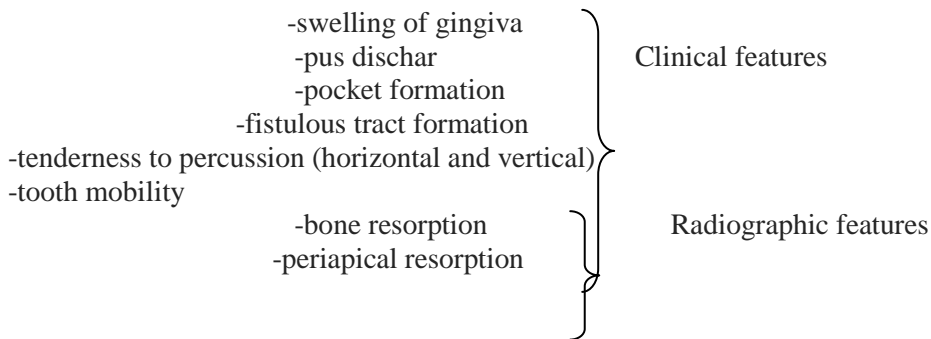 -swelling of gingiva
-pus dischar Clinical features
-pocket formation
-fistulous tract formation
-tenderness to percussion (horizontal and vertical)
-tooth mobility
-bone resorption Radiographic features
-periapical resorption